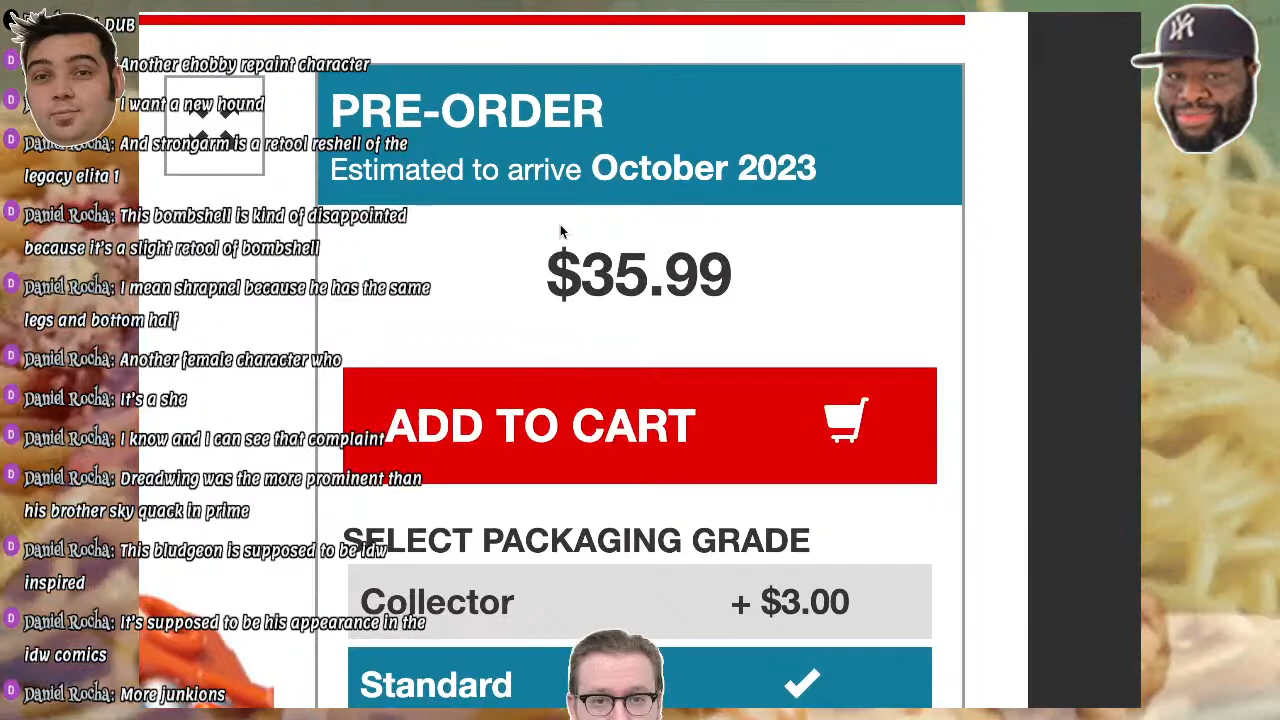 DUB
Another ehobby repaint character
I want a new hound
Daniel Rocha: And strongarm is a retool reshell of the
legacy elita 1
Daniel Rocha: This bombshell is kind of disappointed
because it's a slight retool of bombshell
Daniel Rocha: I mean shrapnel because he has the same
legs and bottom half
Daniel Rocha: Another female character who
Daniel Rocha: It's a she
Daniel Rocha: I know and I can see that complaint
Daniel Rocha: Dreadwing was the more prominent than
his brother sky quack in prime
Daniel Rocha: This bludgeon is supposed to be idw
inspired
Daniel Rocha: It's supposed to be his appearance in the
idw comics
Daniel Rocha: More junkions
PRE-ORDER
Estimated to arrive October 2023
$35.99
ADD TO CART
SELECT PACKAGING GRADE
Collector + $3.00
Standard